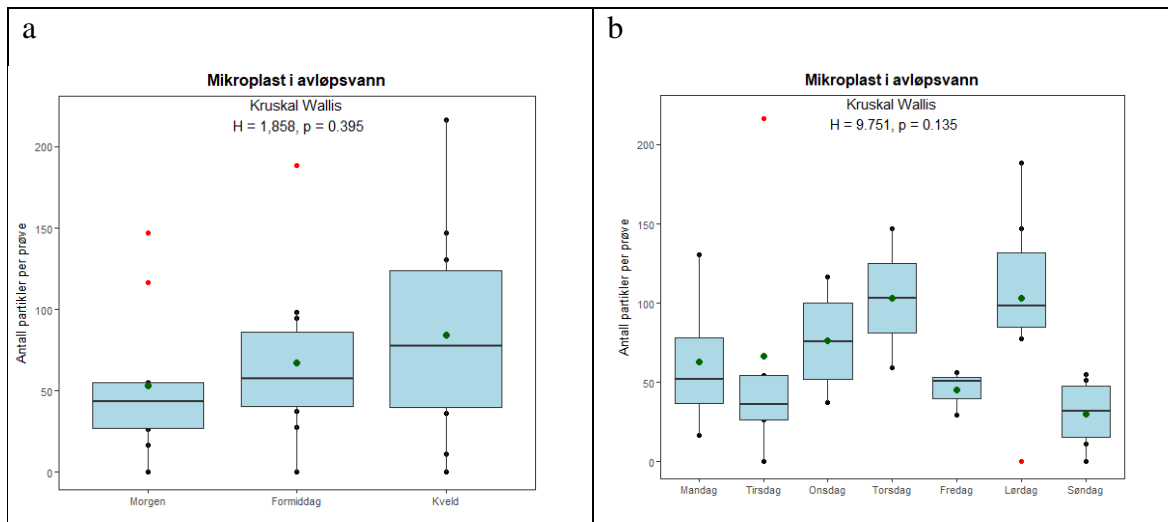 a
Mikroplast i avløpsvann
Kruskal Wallis
H = 1,858, p = 0.395
Antall partikler per prøve
200
150
100
50
0
Morgen Formiddag Kveld
b
Mikroplast i avløpsvann
Kruskal Wallis
H = 9.751, p = 0.135
Antall partikler per prøve
200
150
100
50
0
Mandag Tirsdag Onsdag Torsdag Fredag Lørdag Søndag